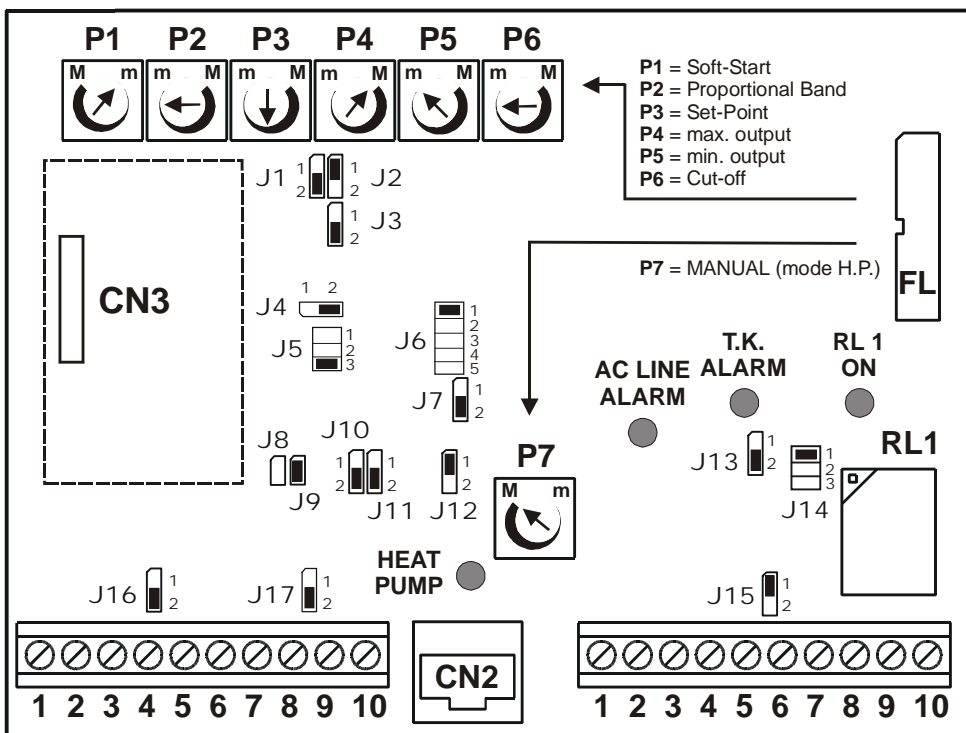 P1 P2 P3 P4 P5 P6
M m m M m M m M m M m M
P1 = Soft-Start
P2 = Proportional Band
P3 = Set-Point
P4 = max. output
P5 = min. output
P6 = Cut-off
J1 1 2 1 2 J2
1 2 J3
P7 = MANUAL (mode H.P.)
FL
CN3
1 2
J4
J5 1 2 3
J6 1 2 3 4 5
J7 1 2
AC LINE ALARM
T.K. ALARM
RL 1 ON
J8
J9
J10
1 2 1 2
J11
1 2
J12
P7
M m
J13 1 2
1 2 3
J14
RL1
HEAT PUMP
J16 1 2
J17 1 2
J15 1 2
1 2 3 4 5 6 7 8 9 10
CN2
1 2 3 4 5 6 7 8 9 10